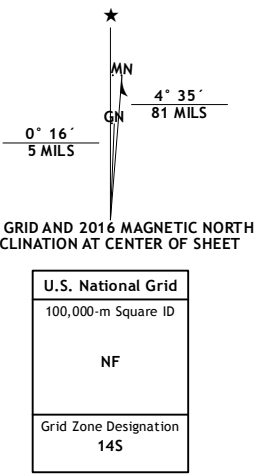 MN
4° 35´
81 MILS
GN
0° 16´
5 MILS
GRID AND 2016 MAGNETIC NORTH
CLINATION AT CENTER OF SHEET
U.S. National Grid
100,000-m Square ID
NF
Grid Zone Designation
14S